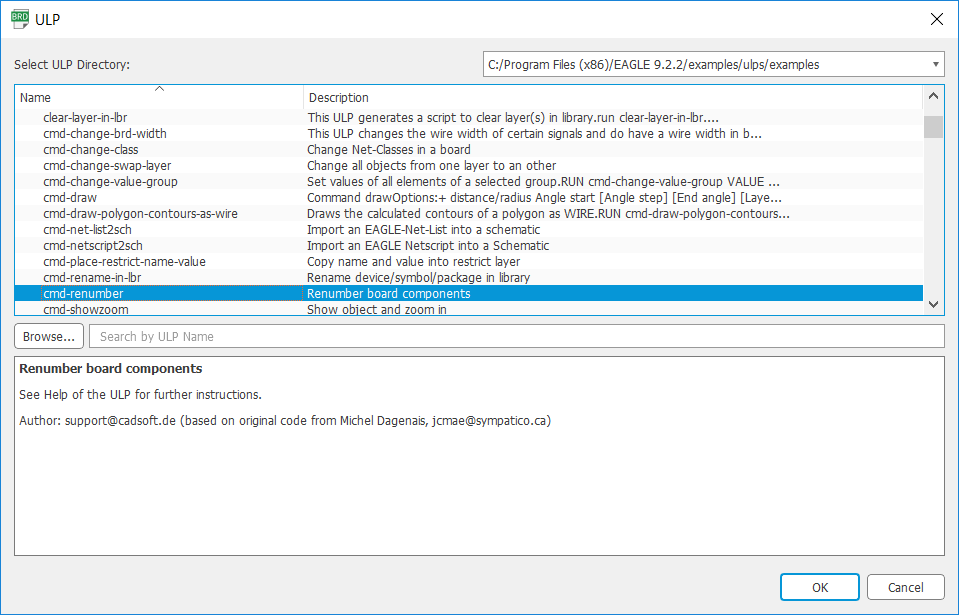 BRD ULP
Select ULP Directory: C:/Program Files (x86)/EAGLE 9.2.2/examples/ulps/examples
Name Description
clear-layer-in-lbr This ULP generates a script to clear layer(s) in library.run clear-layer-in-lbr....
cmd-change-brd-width This ULP changes the wire width of certain signals and do have a wire width in b...
cmd-change-class Change Net-Classes in a board
cmd-change-swap-layer Change all objects from one layer to an other
cmd-change-value-group Set values of all elements of a selected group.RUN cmd-change-value-group VALUE ...
cmd-draw Command drawOptions:+ distance/radius Angle start [Angle step] [End angle] [Laye...
cmd-draw-polygon-contours-as-wire Draws the calculated contours of a polygon as WIRE.RUN cmd-draw-polygon-contours...
cmd-net-list2sch Import an EAGLE-Net-List into a schematic
cmd-netscript2sch Import an EAGLE Netscript into a Schematic
cmd-place-restrict-name-value Copy name and value into restrict layer
cmd-rename-in-lbr Rename device/symbol/package in library
cmd-renumber Renumber board components
cmd-showzoom Show object and zoom in
Browse... Search by ULP Name
Renumber board components
See Help of the ULP for further instructions.
Author: support@cadsoft.de (based on original code from Michel Dagenais, jcmae@sympatico.ca)
OK Cancel